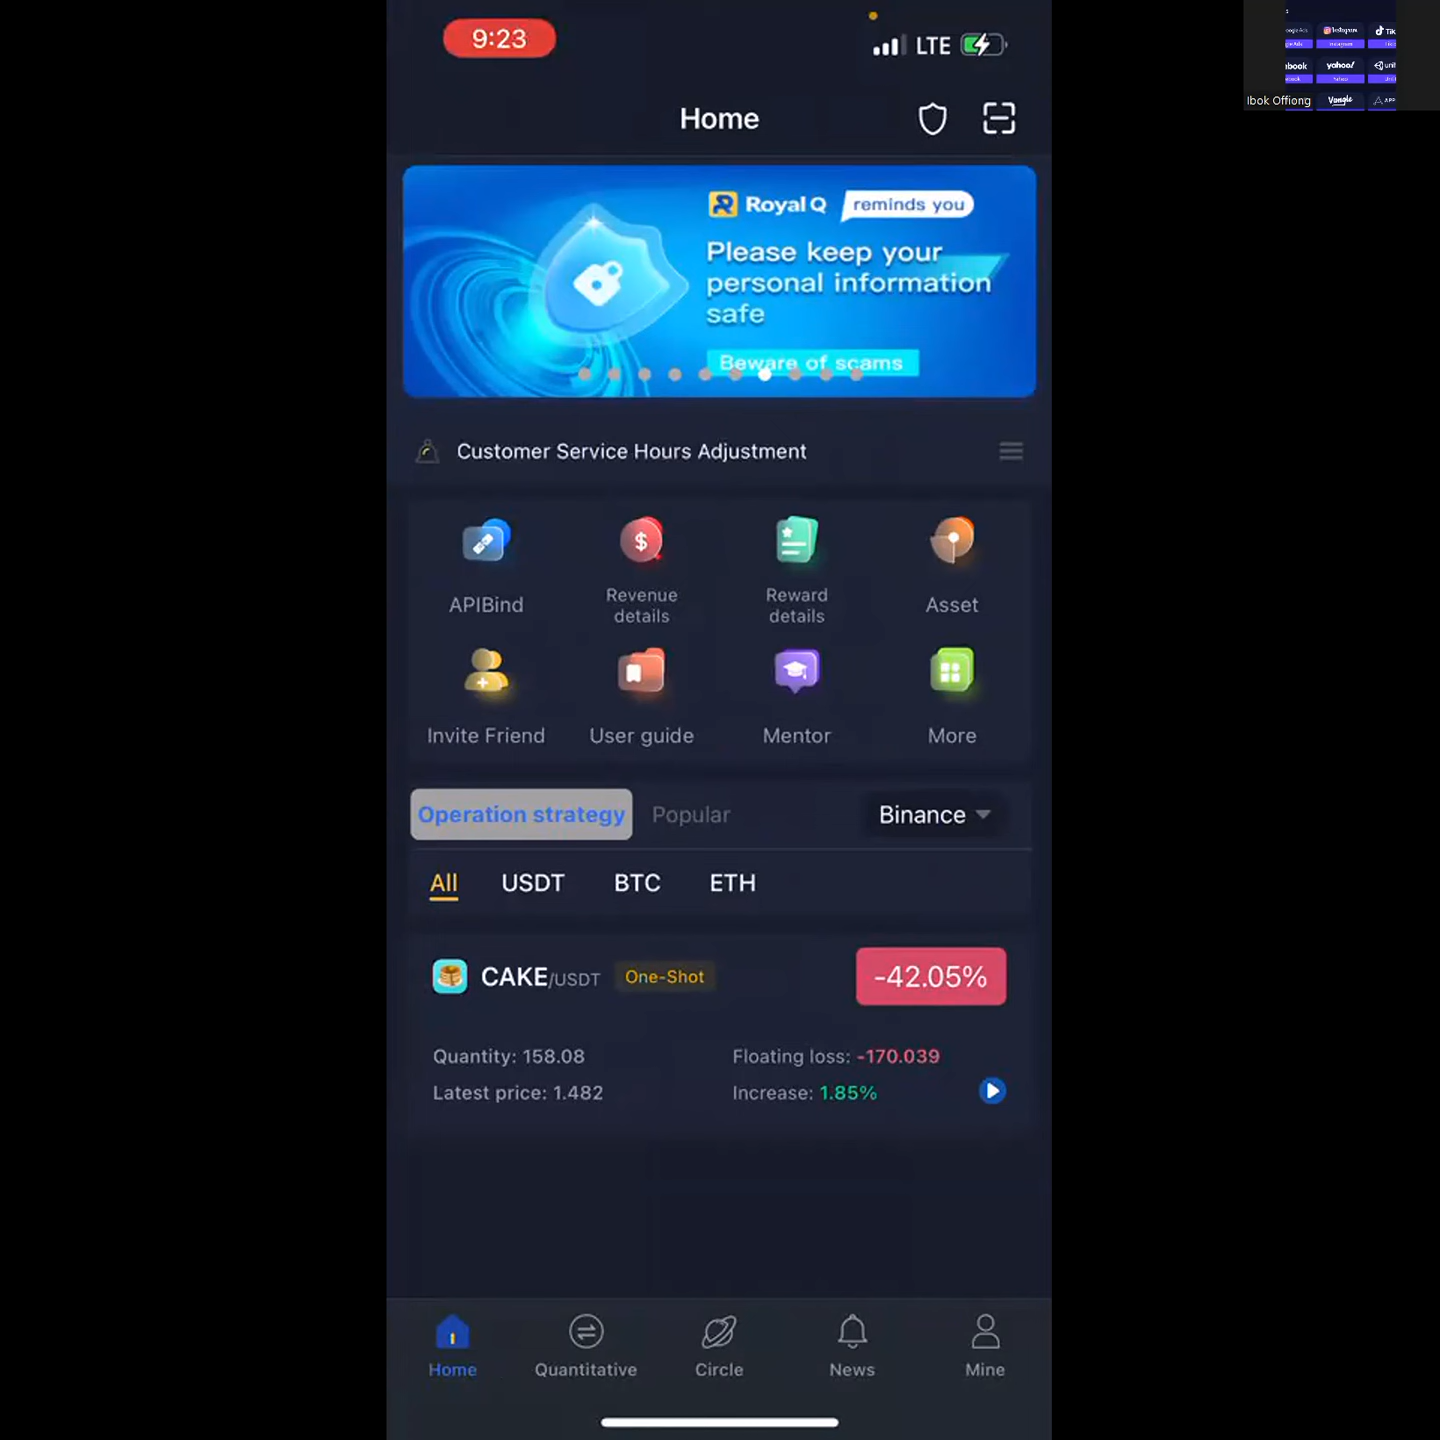 9:23
LTE
Home
Royal Q
reminds you
Please keep your
personal information
safe
Beware of scams
Customer Service Hours Adjustment
APIBind
Revenue
details
Reward
details
Asset
Invite Friend
User guide
Mentor
More
Operation strategy
Popular
Binance
All
USDT
BTC
ETH
CAKE/USDT
One-Shot
-42.05%
Quantity: 158.08
Floating loss: -170.039
Latest price: 1.482
Increase: 1.85%
Home
Quantitative
Circle
News
Mine
Instagram
yahoo!
Vungle
Ibok Offiong